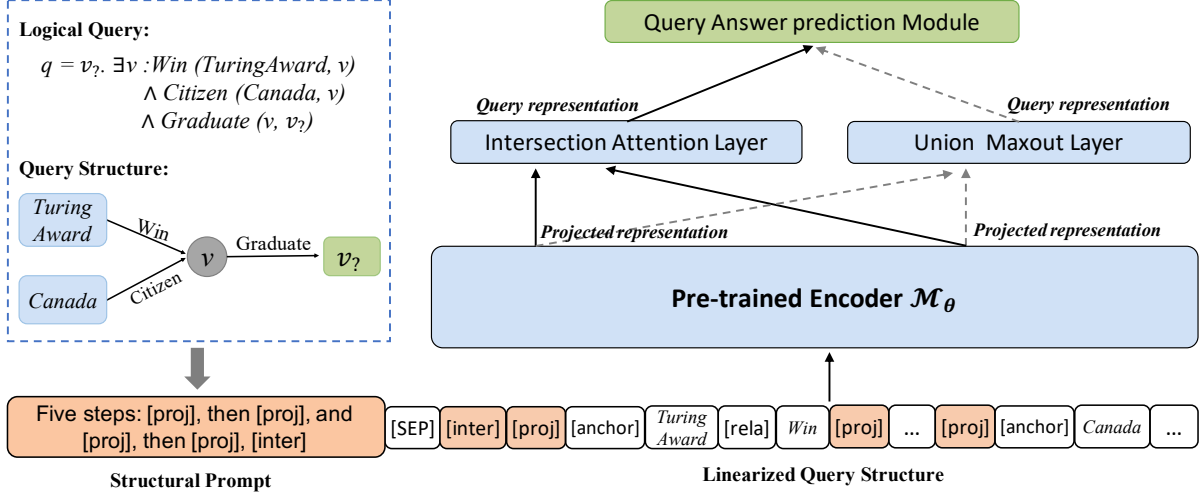 Logical Query:
q = v?. ∃v :Win (TuringAward, v)
∧ Citizen (Canada, v)
∧ Graduate (v, v?)
Query Structure:
Turing
Award
Win
Canada
Citizen
v
Graduate
v?
Query Answer prediction Module
Query representation
Query representation
Intersection Attention Layer
Union Maxout Layer
Projected representation
Projected representation
Pre-trained Encoder ℳθ
Five steps: [proj], then [proj], and
[proj], then [proj], [inter]
[SEP] [inter] [proj] [anchor] Turing Award [rela] Win [proj] ... [proj] [anchor] Canada ...
Structural Prompt
Linearized Query Structure